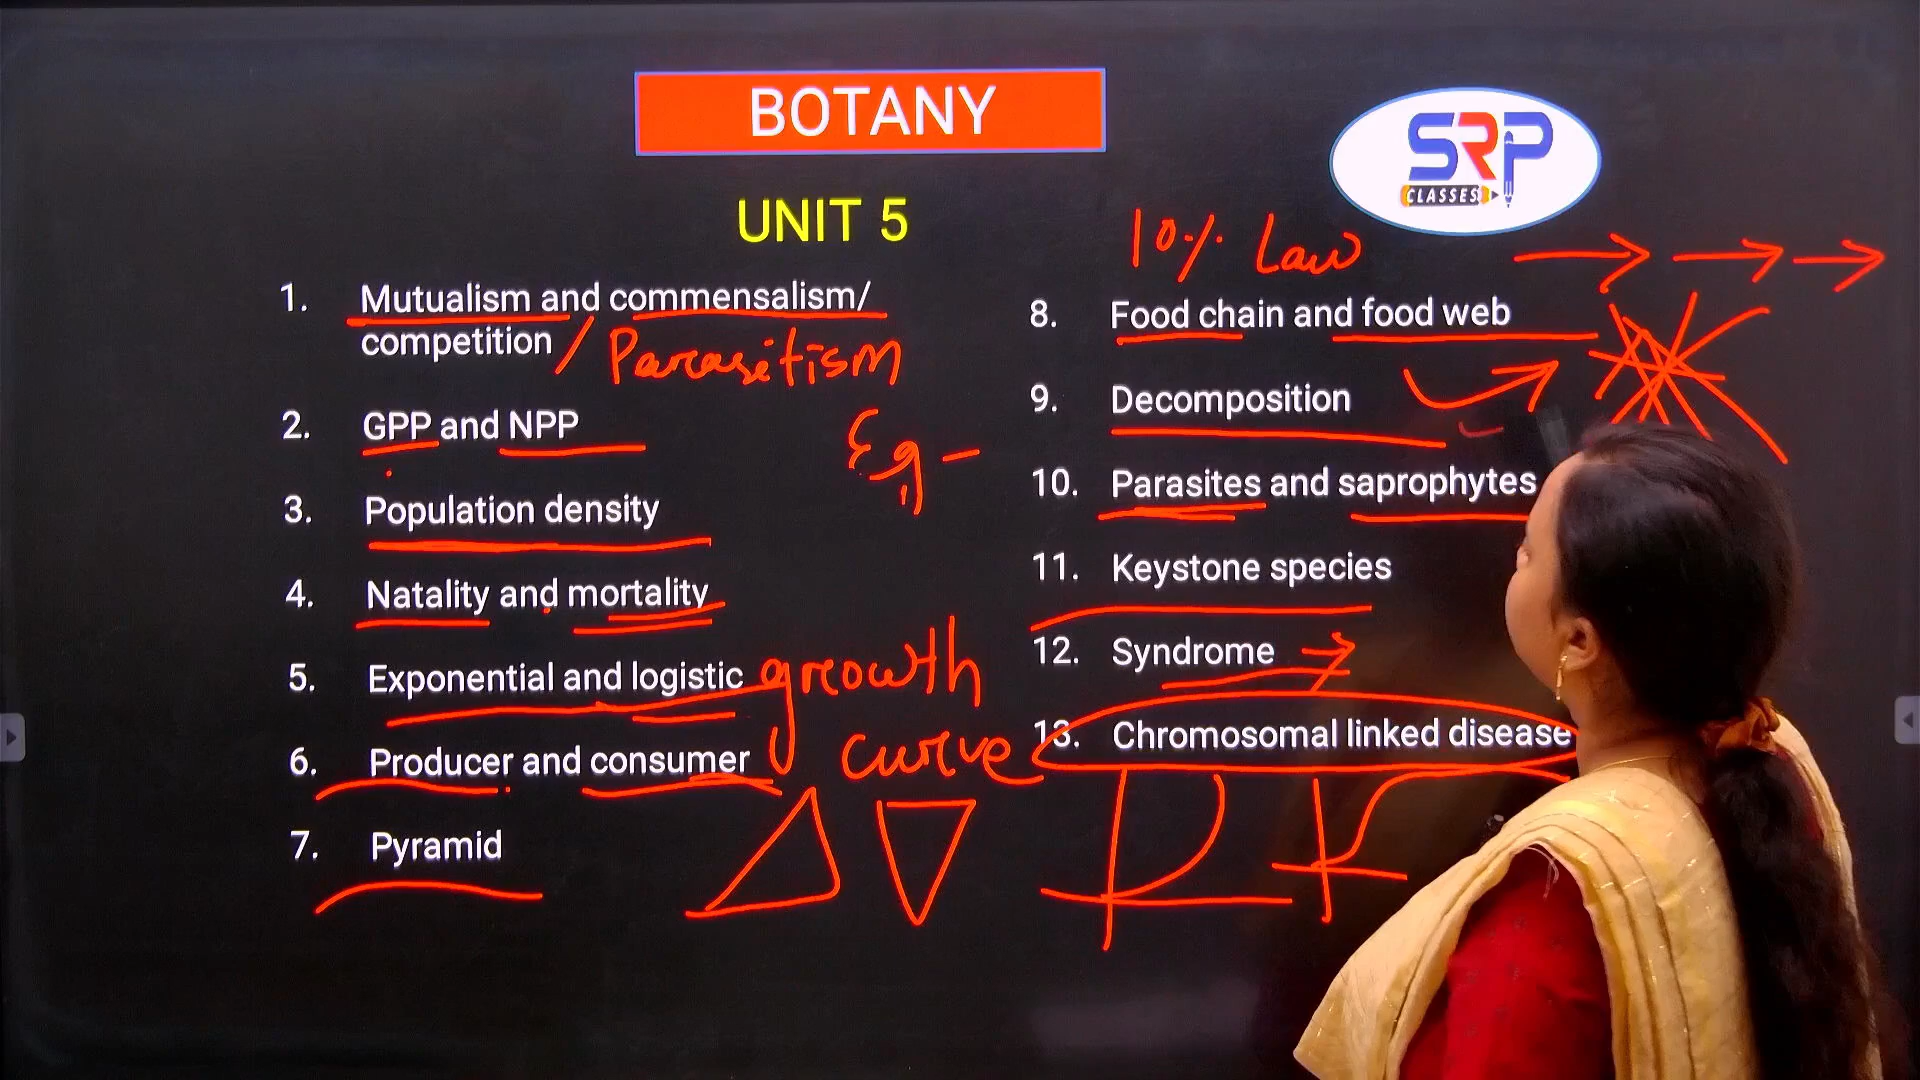 BOTANY
SRP
CLASSES
UNIT 5
1. Mutualism and commensalism/
competition / Parasitism
2. GPP and NPP
Eg -
3. Population density
4. Natality and mortality
5. Exponential and logistic growth
curve
6. Producer and consumer
7. Pyramid
10% Law
8. Food chain and food web
9. Decomposition
10. Parasites and saprophytes
11. Keystone species
12. Syndrome →
13. Chromosomal linked disease